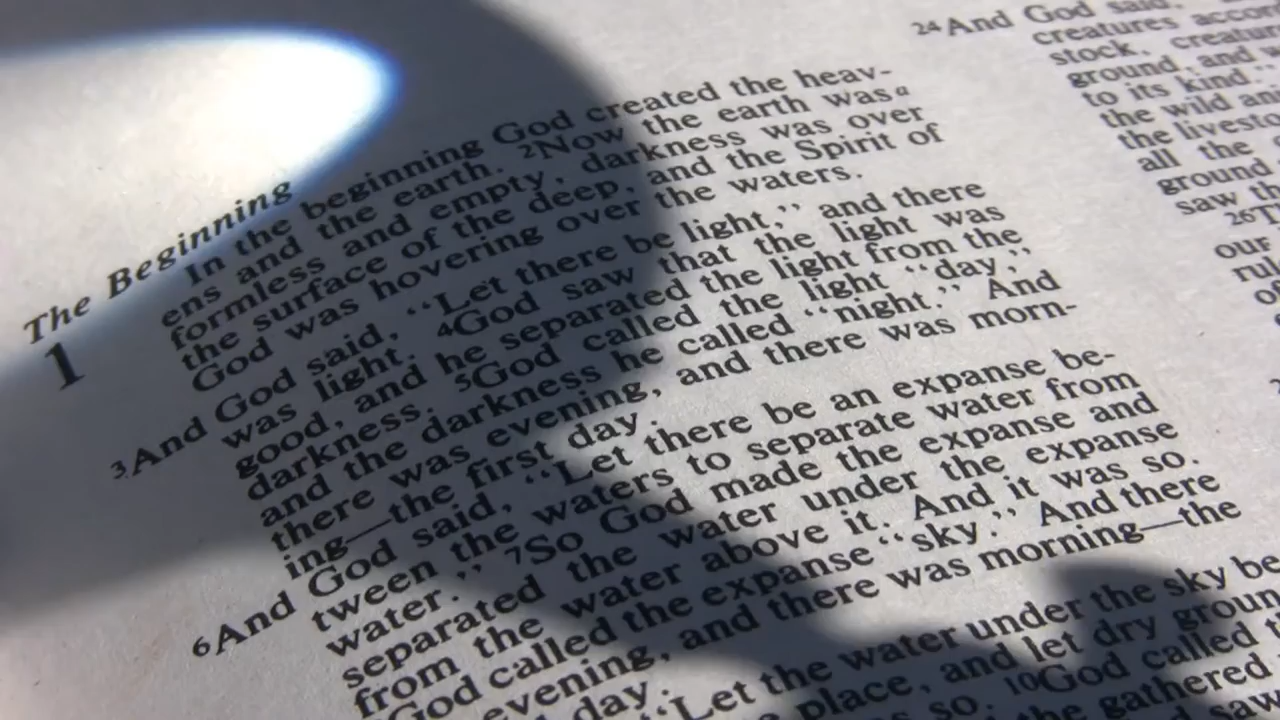 The Beginning
1 In the beginning God created the heav-
ens and the earth. 2Now the earth was a
formless and empty, darkness was over
the surface of the deep, and the Spirit of
God was hovering over the waters.
3And God said, “Let there be light,” and there
was light. 4God saw that the light was
good, and he separated the light from the
darkness. 5God called the light “day,”
and the darkness he called “night.” And
there was evening, and there was morn-
ing—the first day.
6And God said, “Let there be an expanse be-
tween the waters to separate water from
water.” 7So God made the expanse and
separated the water under the expanse
from the water above it. And it was so.
God called the expanse “sky.” And there
evening, and there was morning—the
day.
“Let the water under the sky be
place, and let dry
so. 10God called
the gathered
saw
24And God said,
creatures
stock,
ground, and
to its kind.”
the wild
the
all the
ground
saw
26
our